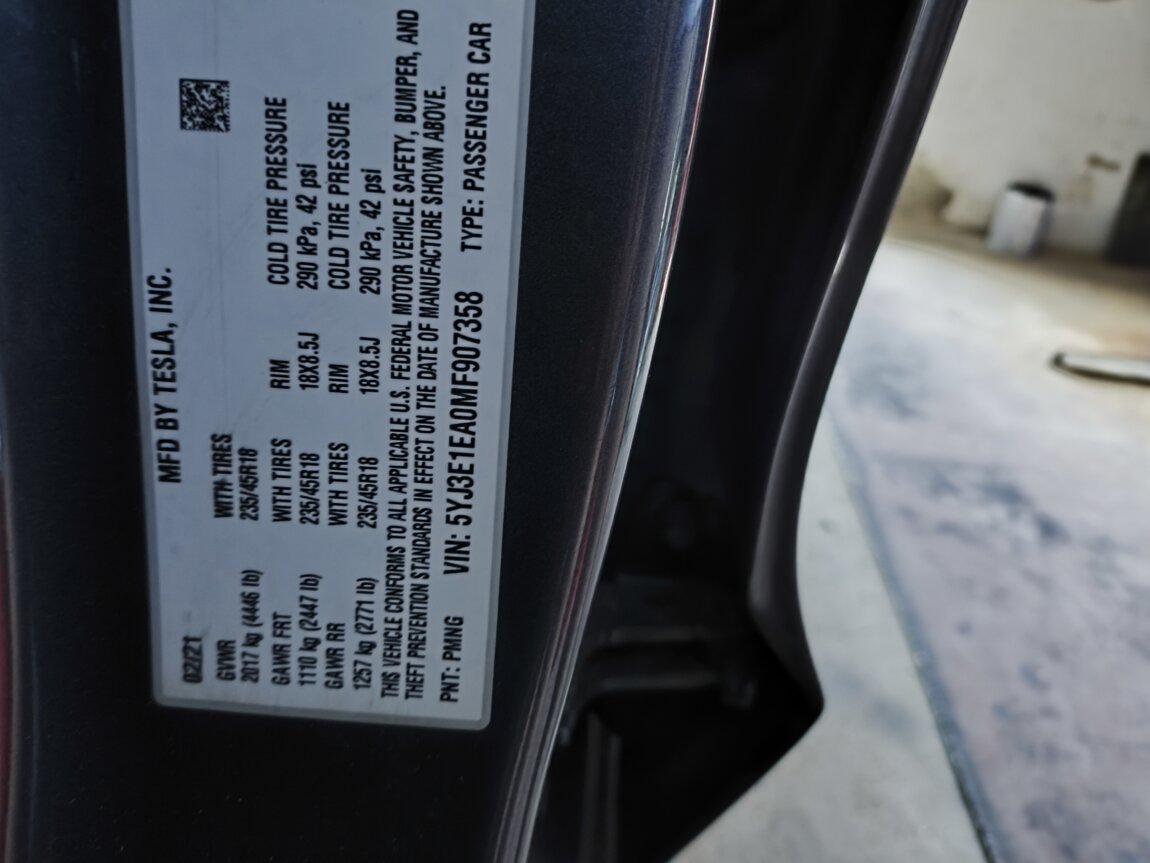 MFD BY TESLA, INC.
02/21
GVWR WITH TIRES
2017 kg (4446 lb) 235/45R18
GAWR FRT WITH TIRES RIM COLD TIRE PRESSURE
1110 kg (2447 lb) 235/45R18 18X8.5J 290 kPa, 42 psi
GAWR RR WITH TIRES RIM COLD TIRE PRESSURE
1257 kg (2771 lb) 235/45R18 18X8.5J 290 kPa, 42 psi
THIS VEHICLE CONFORMS TO ALL APPLICABLE U.S. FEDERAL MOTOR VEHICLE SAFETY, BUMPER, AND
THEFT PREVENTION STANDARDS IN EFFECT ON THE DATE OF MANUFACTURE SHOWN ABOVE.
PNT: PMNG VIN: 5YJ3E1EA0MF907358 TYPE: PASSENGER CAR